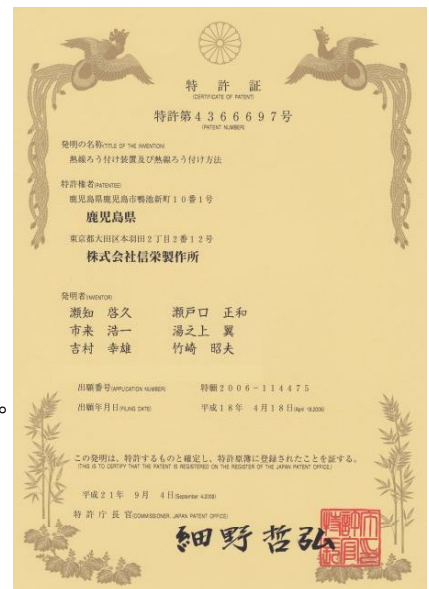 特許証
(CERTIFICATE OF PATENT)
特許第4366697号
(PATENT NUMBER)
発明の名称(TITLE OF THE INVENTION)
熱線ろう付け装置及び熱線ろう付け方法
特許権者(PATENTEE)
鹿児島県鹿児島市鴨池新町10番1号
鹿児島県
東京都大田区本羽田2丁目2番12号
株式会社信栄製作所
発明者(INVENTOR)
瀬知 啓久 瀬戸口 正和
市来 浩一 湯之上 翼
吉村 幸雄 竹崎 昭夫
出願番号(APPLICATION NUMBER) 特願2006-114475
出願年月日(FILING DATE) 平成18年 4月18日(April 18,2006)
この発明は、特許するものと確定し、特許原簿に登録されたことを証する。
(THIS IS TO CERTIFY THAT THE PATENT IS REGISTERED ON THE REGISTER OF THE JAPAN PATENT OFFICE.)
平成21年 9月 4日(September 4,2009)
特許庁長官(COMMISSIONER, JAPAN PATENT OFFICE)
細野哲弘
。